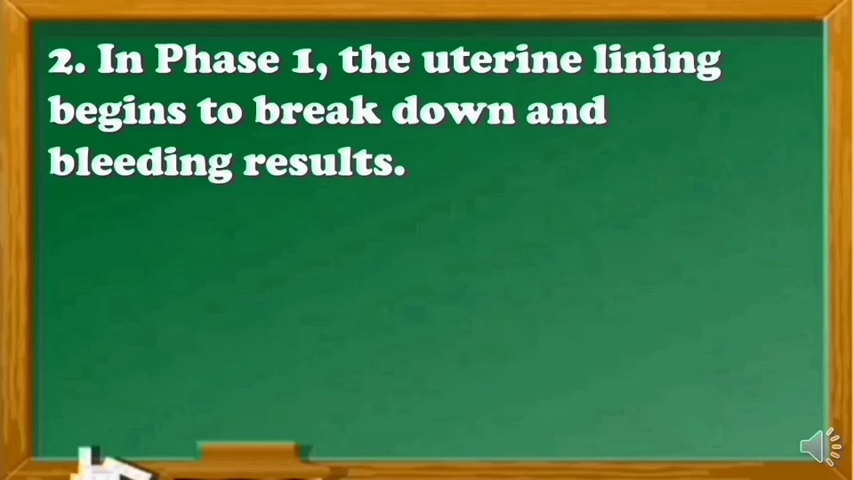 2. In Phase 1, the uterine lining
begins to break down and
bleeding results.